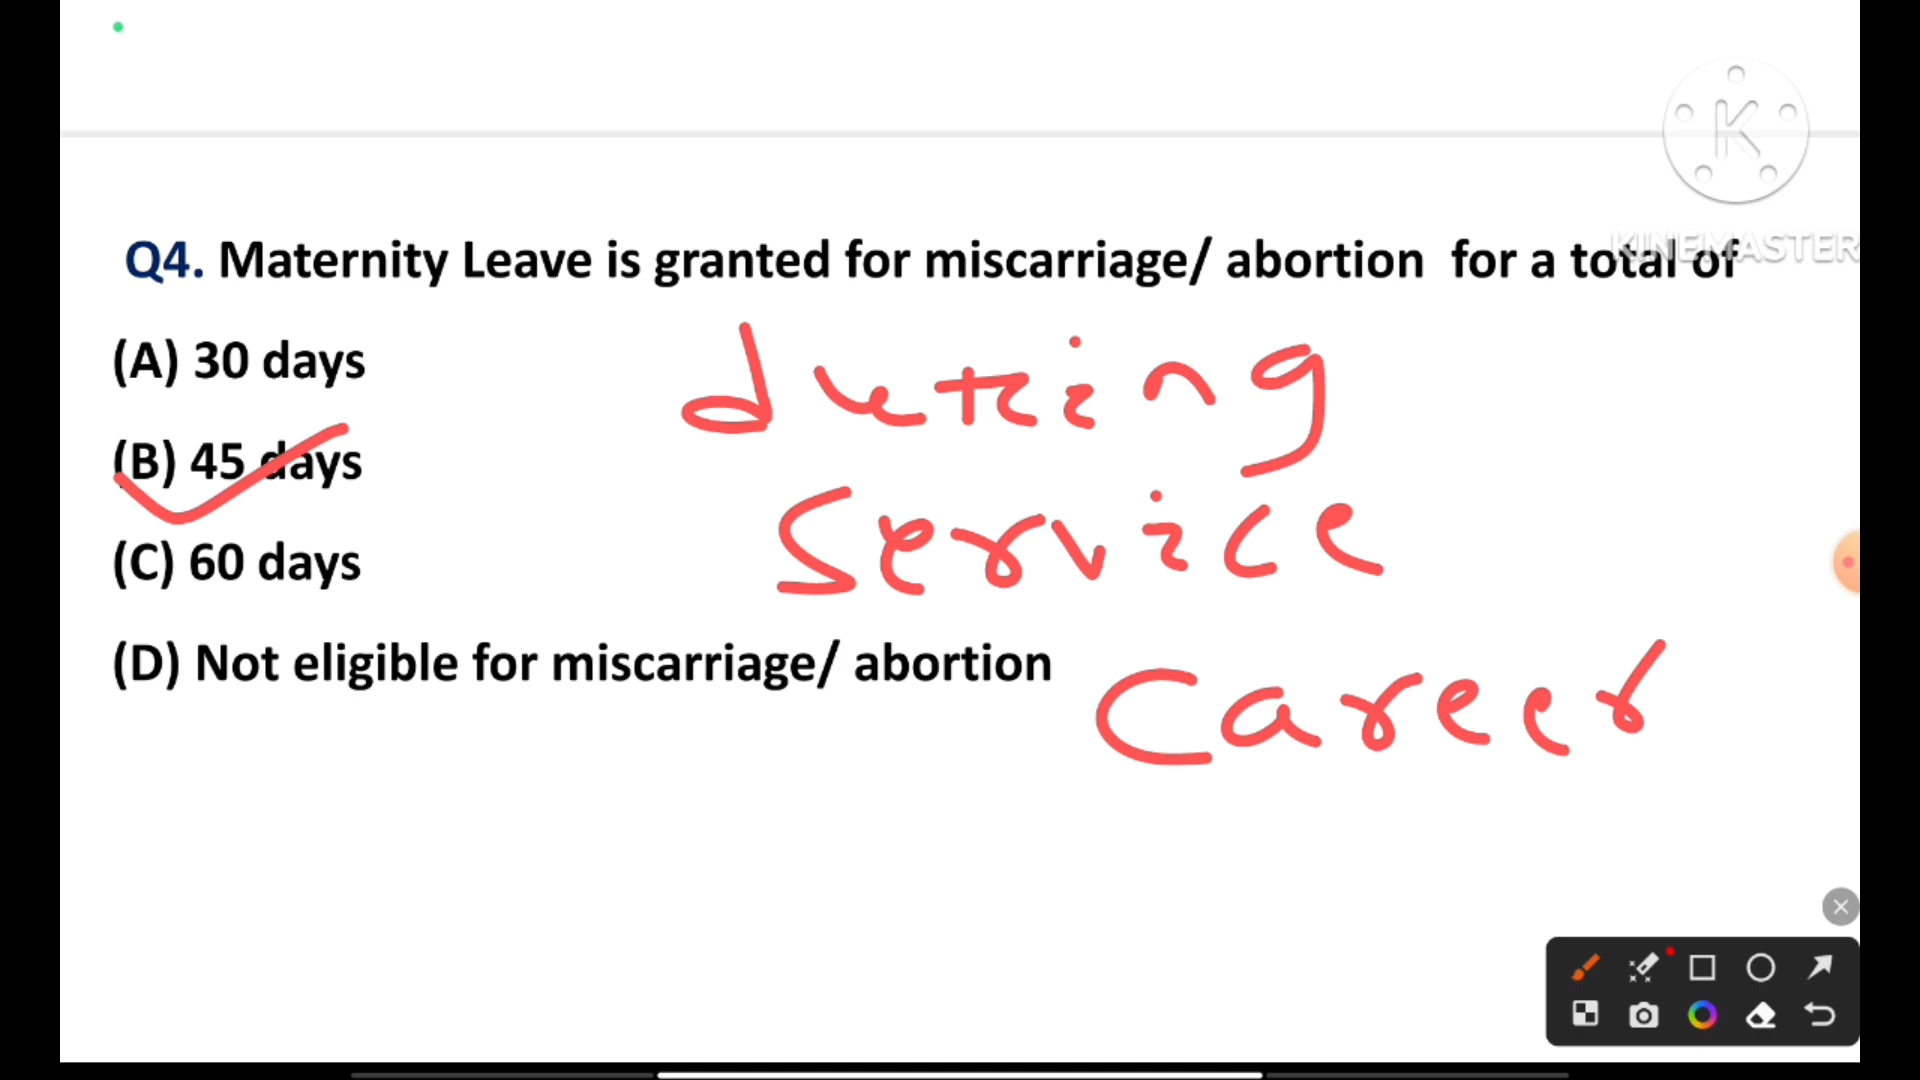 K
KINEMASTER
Q4. Maternity Leave is granted for miscarriage/ abortion for a total of
(A) 30 days
during
(B) 45 days
service
(C) 60 days
(D) Not eligible for miscarriage/ abortion
Career